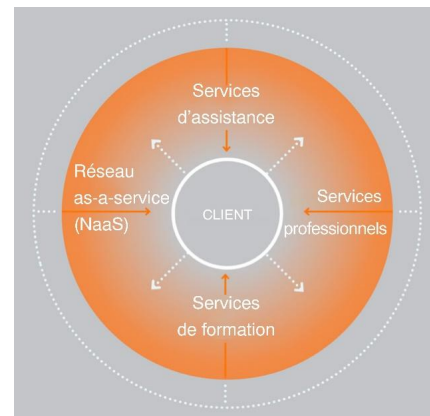 Services
d'assistance
Réseau
as-a-service
(NaaS)
CLIENT
Services
professionnels
Services
de formation